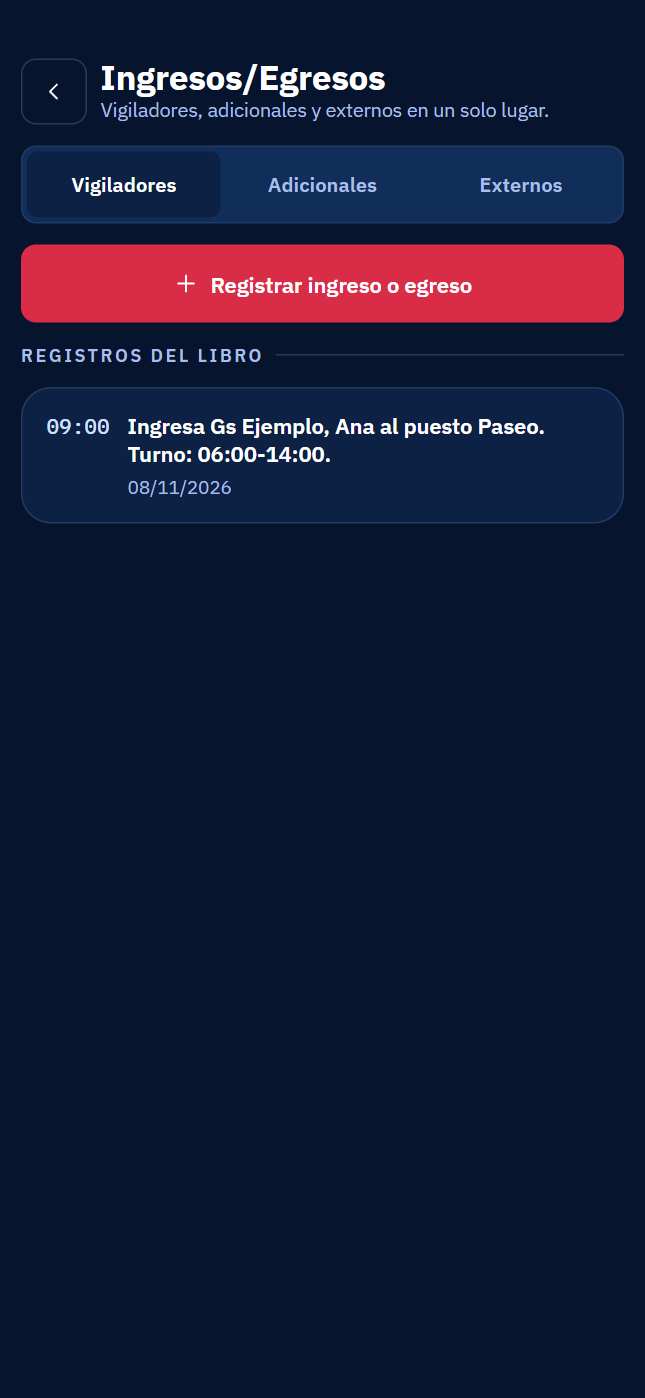 Ingresos/Egresos
Vigiladores, adicionales y externos en un solo lugar.
Vigiladores
Adicionales
Externos
+ Registrar ingreso o egreso
REGISTROS DEL LIBRO
09:00
Ingresa Gs Ejemplo, Ana al puesto Paseo.
Turno: 06:00-14:00.
08/11/2026